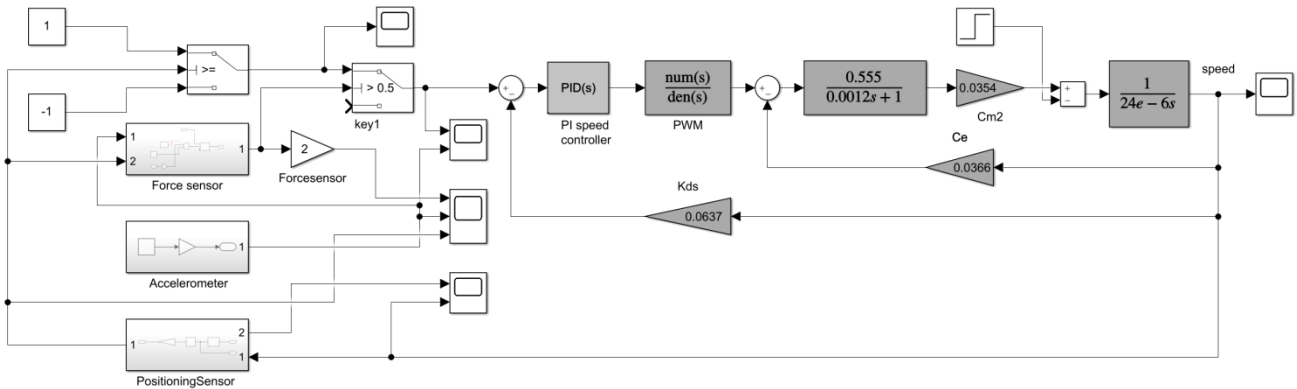 1
>=
-1
> 0.5
key1
1
2
1
Force sensor
2
Forcesensor
1
Accelerometer
1
2
1
PositioningSensor
+
−
PID(s)
PI speed
controller
num(s)
den(s)
PWM
+
−
0.555
0.0012s + 1
0.0354
Cm2
+
−
1
24e − 6s
speed
Ce
0.0366
Kds
0.0637